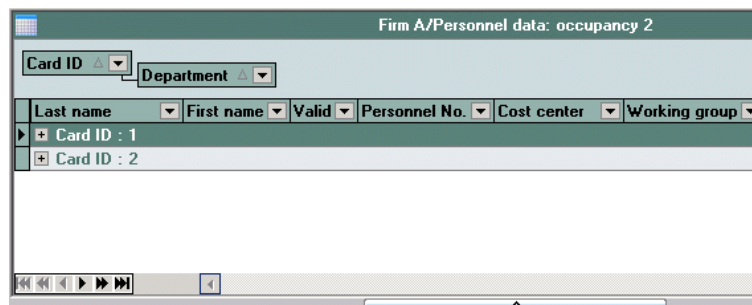 Firm A/Personnel data: occupancy 2
Card ID
Department
Last name First name Valid Personnel No. Cost center Working group
Card ID : 1
Card ID : 2